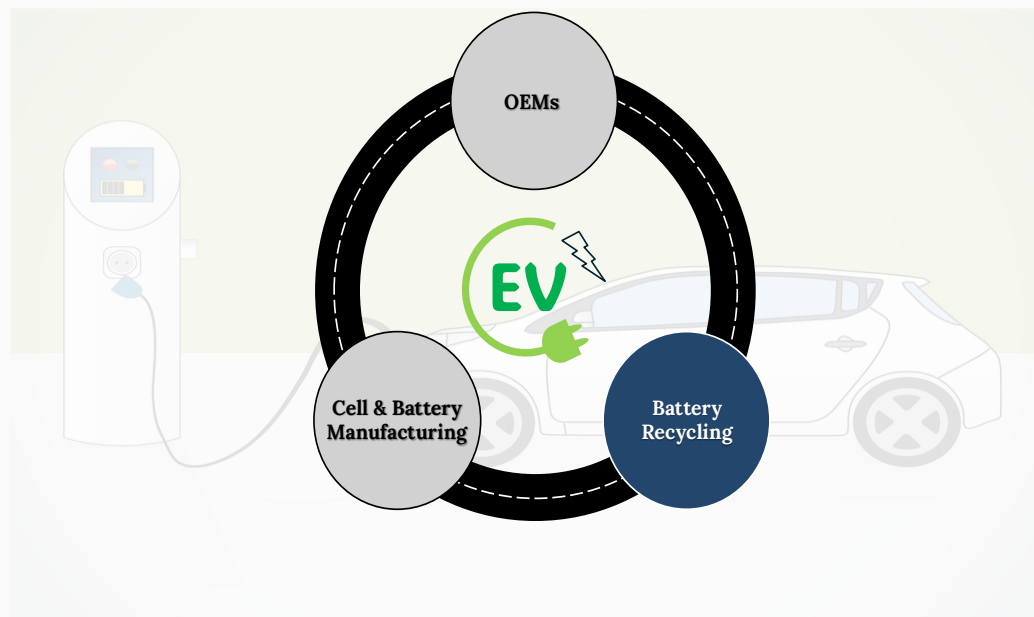 OEMs
EV
Cell & Battery
Manufacturing
Battery
Recycling